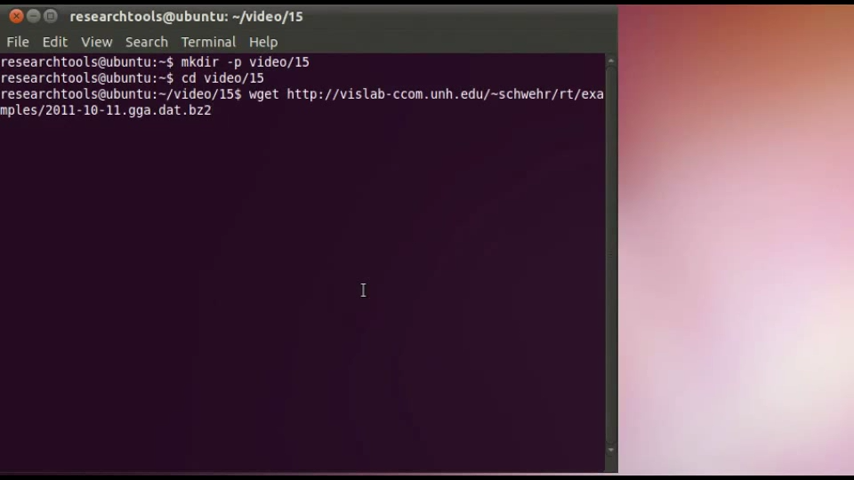 researchtools@ubuntu: ~/video/15
File Edit View Search Terminal Help
researchtools@ubuntu:~$ mkdir -p video/15
researchtools@ubuntu:~$ cd video/15
researchtools@ubuntu:~/video/15$ wget http://vislab-ccom.unh.edu/~schwehr/rt/exa
mples/2011-10-11.gga.dat.bz2